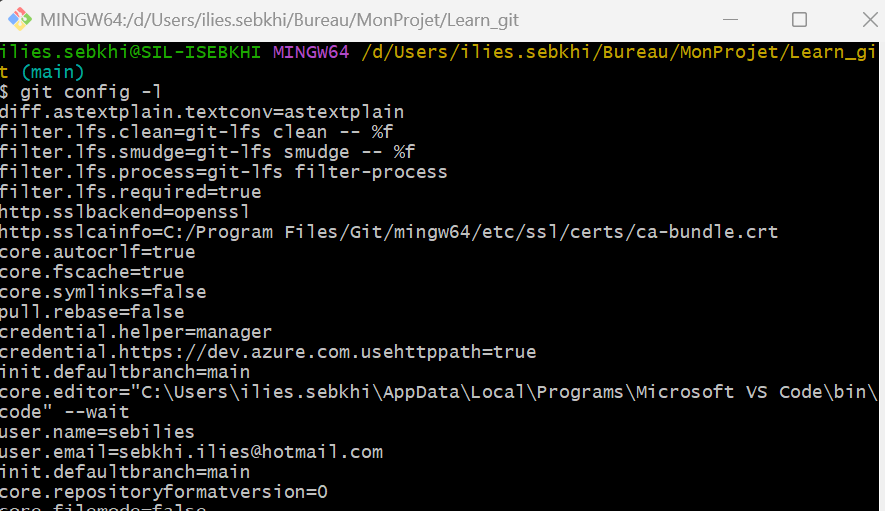 MINGW64:/d/Users/ilies.sebkhi/Bureau/MonProjet/Learn_git
ilies.sebkhi@SIL-ISEBKHI MINGW64 /d/Users/ilies.sebkhi/Bureau/MonProjet/Learn_gi
t (main)
$ git config -l
diff.astextplain.textconv=astextplain
filter.lfs.clean=git-lfs clean -- %f
filter.lfs.smudge=git-lfs smudge -- %f
filter.lfs.process=git-lfs filter-process
filter.lfs.required=true
http.sslbackend=openssl
http.sslcainfo=C:/Program Files/Git/mingw64/etc/ssl/certs/ca-bundle.crt
core.autocrlf=true
core.fscache=true
core.symlinks=false
pull.rebase=false
credential.helper=manager
credential.https://dev.azure.com.usehttppath=true
init.defaultbranch=main
core.editor="C:\Users\ilies.sebkhi\AppData\Local\Programs\Microsoft VS Code\bin\
code" --wait
user.name=sebilies
user.email=sebkhi.ilies@hotmail.com
init.defaultbranch=main
core.repositoryformatversion=0
core.filemode=false